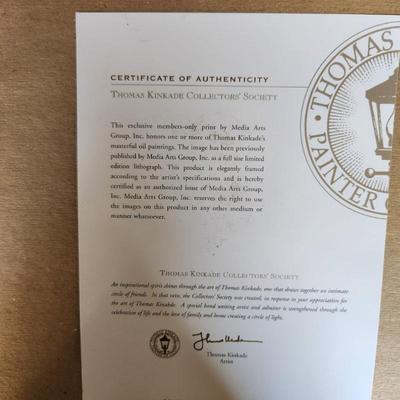 CERTIFICATE OF AUTHENTICITY
THOMAS KINKADE COLLECTORS' SOCIETY
This exclusive members-only print by Media Arts
Group, Inc. honors one or more of Thomas Kinkade's
masterful oil paintings. The image has been previously
published by Media Arts Group, Inc. as a full size limited
edition lithograph. This product is elegantly framed
according to the artist's specifications and is hereby
certified as an authorized issue of Media Arts Group,
Inc. Media Arts Group, Inc. reserves the right to use
the images on this product in any other medium or
manner whatsoever.
THOMAS
PAINTER
THOMAS KINKADE COLLECTORS' SOCIETY
An inspirational spirit shines through the art of Thomas Kinkade, one that draws together an intimate
circle of friends. In that vein, the Collectors' Society was created, in response to your appreciation for
the art of Thomas Kinkade. A special bond uniting artist and admirer is strengthened through the
celebration of life and the love of family and home creating a circle of light.
Thomas Kinkade
Artist